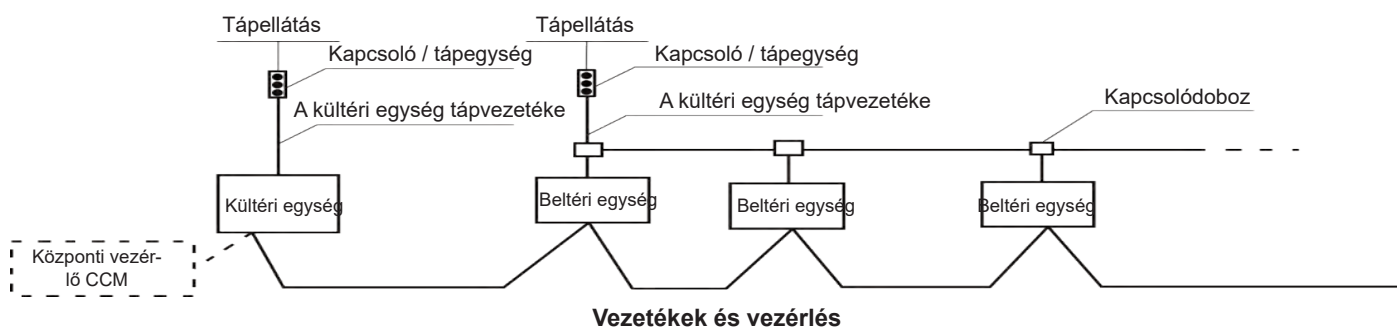 Tápellátás
Tápellátás
Kapcsoló / tápegység
Kapcsoló / tápegység
A kültéri egység tápvezetéke
A kültéri egység tápvezetéke
Kapcsolódoboz
Kültéri egység
Beltéri egység
Beltéri egység
Beltéri egység
Központi vezér-
lő CCM
Vezetékek és vezérlés